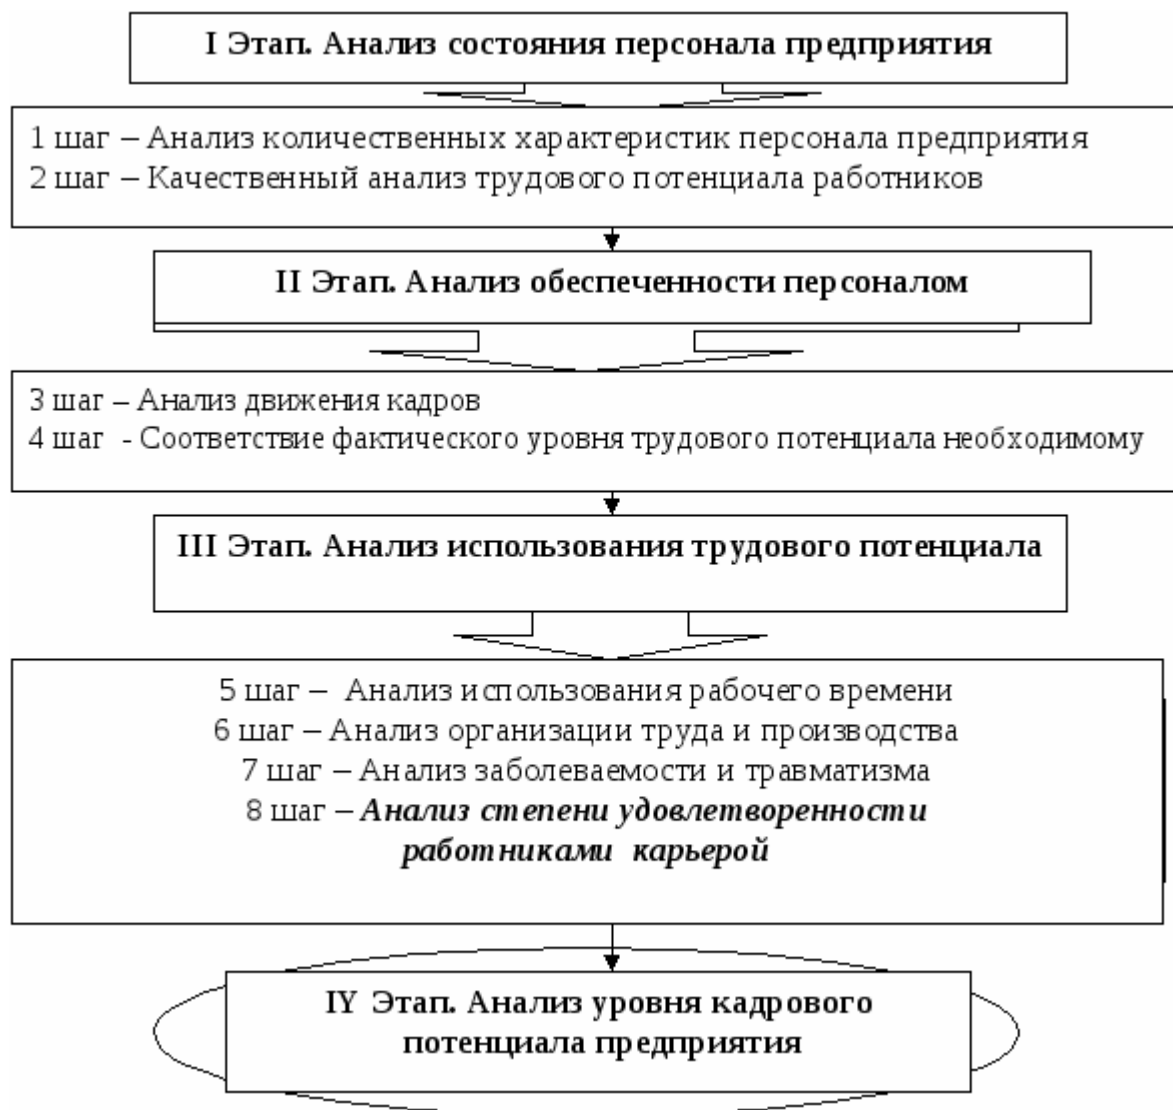 I Этап. Анализ состояния персонала предприятия
1 шаг – Анализ количественных характеристик персонала предприятия
2 шаг – Качественный анализ трудового потенциала работников
II Этап. Анализ обеспеченности персоналом
3 шаг – Анализ движения кадров
4 шаг - Соответствие фактического уровня трудового потенциала необходимому
III Этап. Анализ использования трудового потенциала
5 шаг – Анализ использования рабочего времени
6 шаг – Анализ организации труда и производства
7 шаг – Анализ заболеваемости и травматизма
8 шаг – Анализ степени удовлетворенности
работниками карьерой
IY Этап. Анализ уровня кадрового
потенциала предприятия